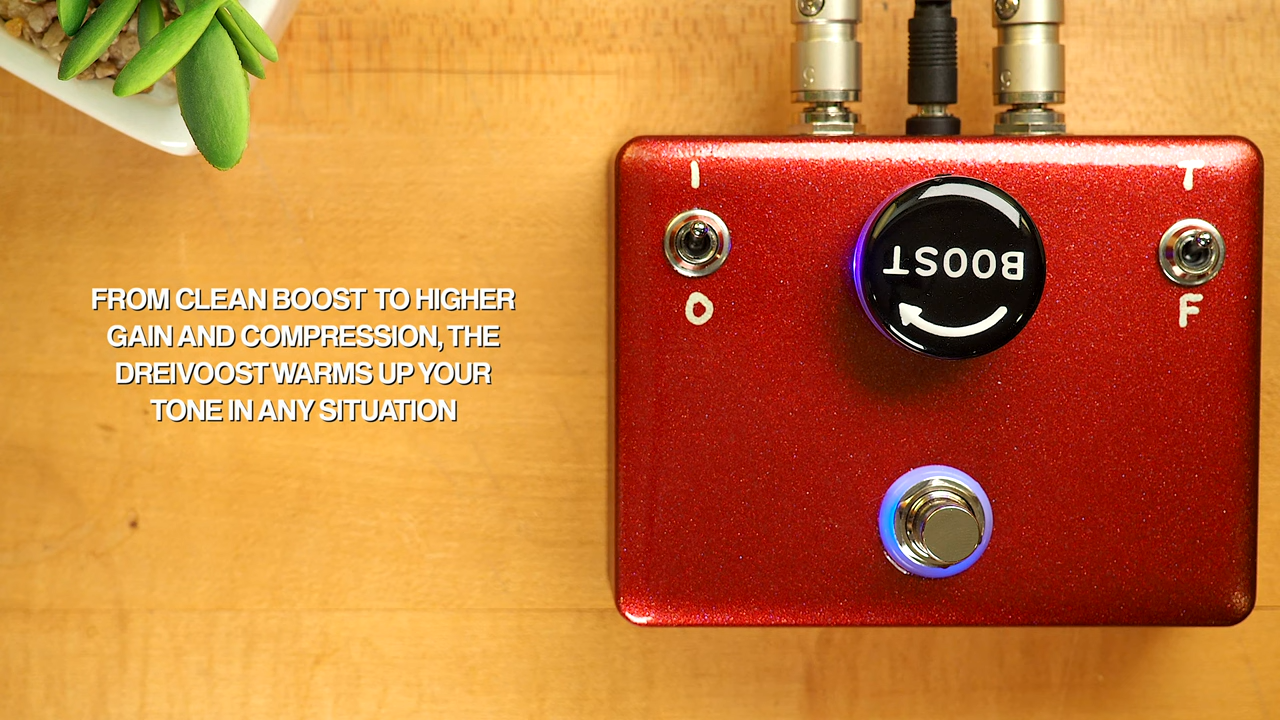 FROM CLEAN BOOST TO HIGHER
GAIN AND COMPRESSION, THE
DREIVOOST WARMS UP YOUR
TONE IN ANY SITUATION
I
O
BOOST
T
F